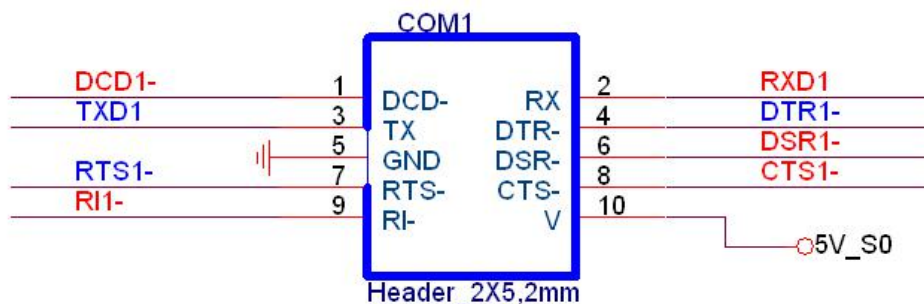 COM1
DCD1- 1 DCD- RX 2 RXD1
TXD1 3 TX DTR- 4 DTR1-
5 GND DSR- 6 DSR1-
RTS1- 7 RTS- CTS- 8 CTS1-
RI1- 9 RI- V 10
5V_S0
Header 2X5,2mm